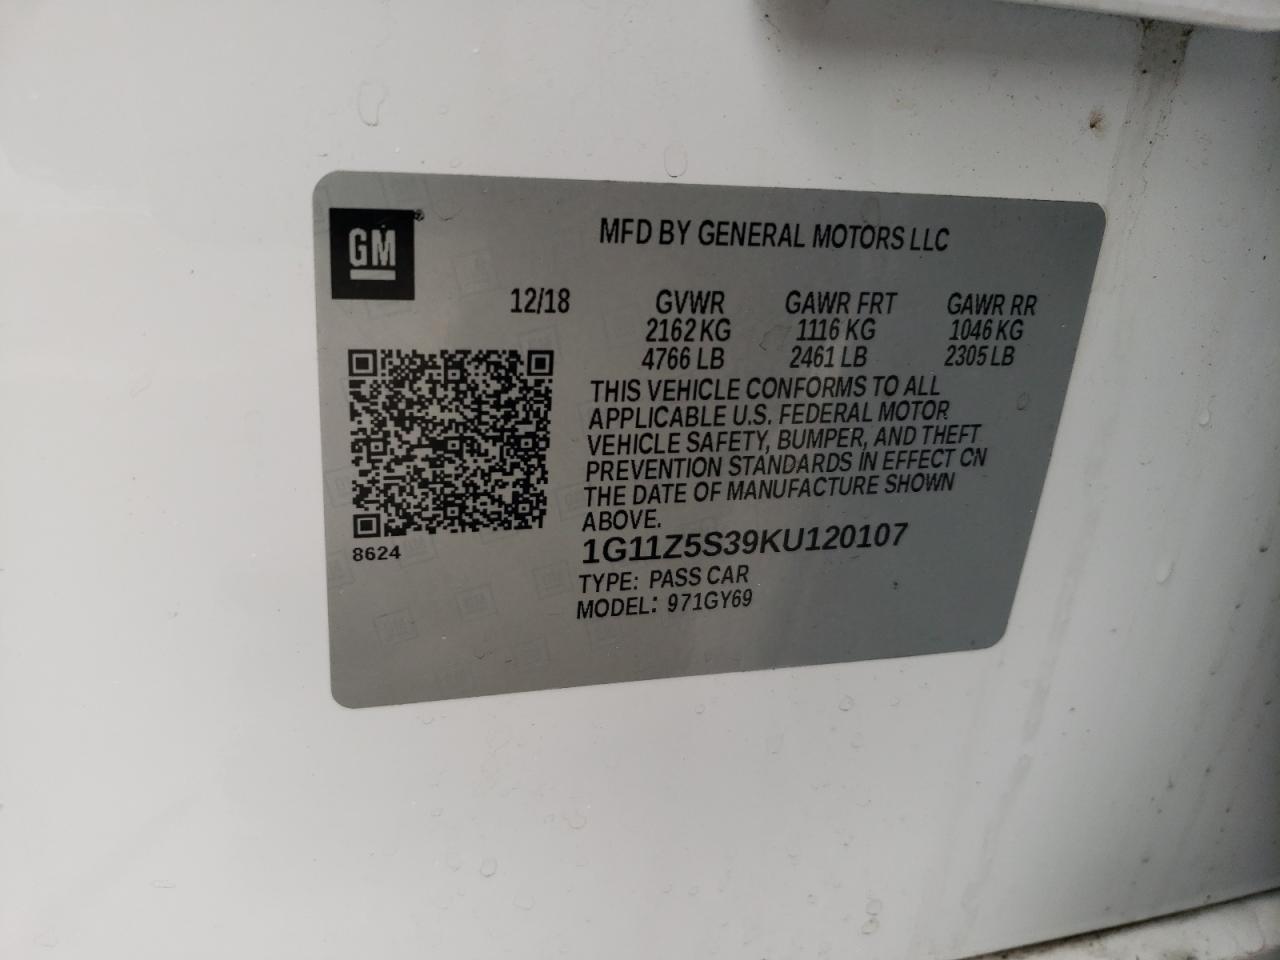 GM®
MFD BY GENERAL MOTORS LLC
12/18 GVWR GAWR FRT GAWR RR
2162 KG 1116 KG 1046 KG
4766 LB 2461 LB 2305 LB
THIS VEHICLE CONFORMS TO ALL
APPLICABLE U.S. FEDERAL MOTOR
VEHICLE SAFETY, BUMPER, AND THEFT
PREVENTION STANDARDS IN EFFECT ON
THE DATE OF MANUFACTURE SHOWN
ABOVE.
8624
1G11Z5S39KU120107
TYPE: PASS CAR
MODEL: 971GY69